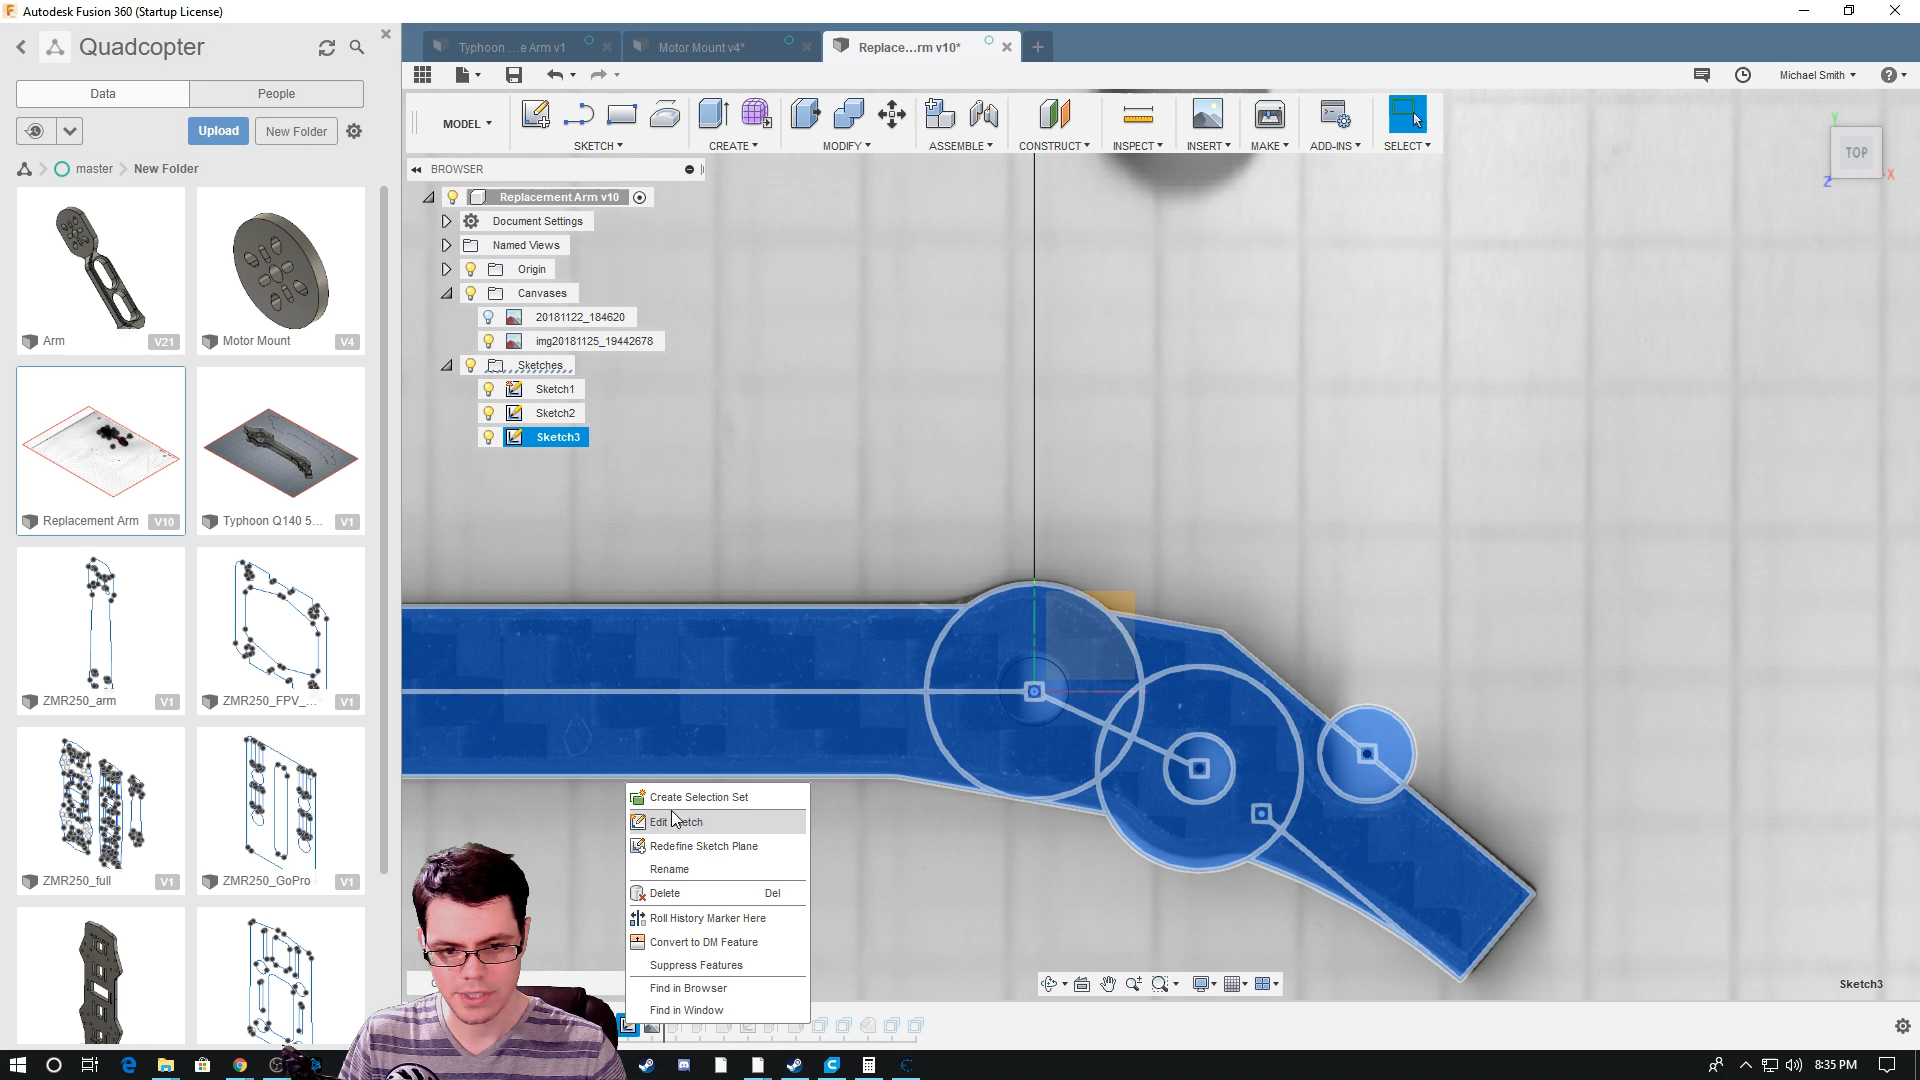 Autodesk Fusion 360 (Startup License)
Quadcopter
Typhoon ...e Arm v1
Motor Mount v4*
Replace...rm v10*
Michael Smith
Data
People
Upload
New Folder
master
New Folder
MODEL
SKETCH
CREATE
MODIFY
ASSEMBLE
CONSTRUCT
INSPECT
INSERT
MAKE
ADD-INS
SELECT
BROWSER
Replacement Arm v10
Document Settings
Named Views
Origin
Canvases
20181122_184620
img20181125_19442678
Sketches
Sketch1
Sketch2
Sketch3
Y
TOP
X
Z
Arm
V21
Motor Mount
V4
Replacement Arm
V10
Typhoon Q140 5...
V1
ZMR250_arm
V1
ZMR250_FPV_...
V1
ZMR250_full
V1
ZMR250_GoPro
V1
Create Selection Set
Redefine Sketch Plane
Rename
Delete
Del
Roll History Marker Here
Convert to DM Feature
Suppress Features
Find in Browser
Find in Window
Sketch3
8:35 PM